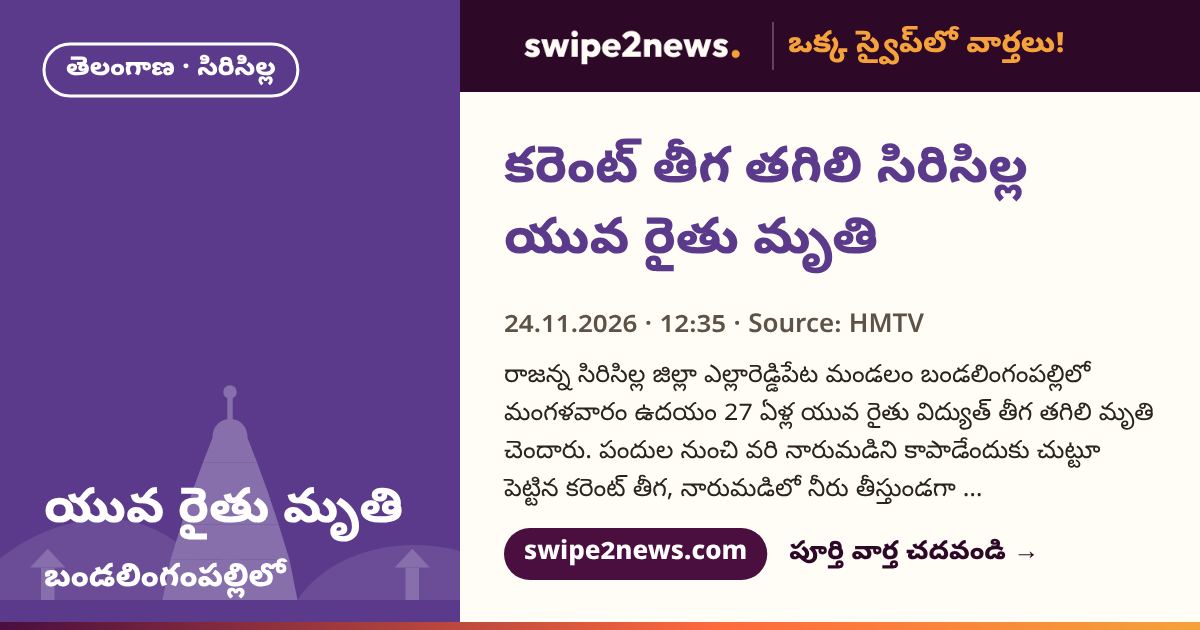 తెలంగాణ · సిరిసిల్ల
యువ రైతు మృతి
బండలింగంపల్లిలో
swipe2news.
ఒక్క స్వైప్‌లో వార్తలు!
కరెంట్ తీగ తగిలి సిరిసిల్ల
యువ రైతు మృతి
24.11.2026 · 12:35 · Source: HMTV
రాజన్న సిరిసిల్ల జిల్లా ఎల్లారెడ్డిపేట మండలం బండలింగంపల్లిలో
మంగళవారం ఉదయం 27 ఏళ్ల యువ రైతు విద్యుత్ తీగ తగిలి మృతి
చెందారు. పందుల నుంచి వరి నారుమడిని కాపాడేందుకు చుట్టూ
పెట్టిన కరెంట్ తీగ, నారుమడిలో నీరు తీస్తుండగా ...
swipe2news.com
పూర్తి వార్త చదవండి →